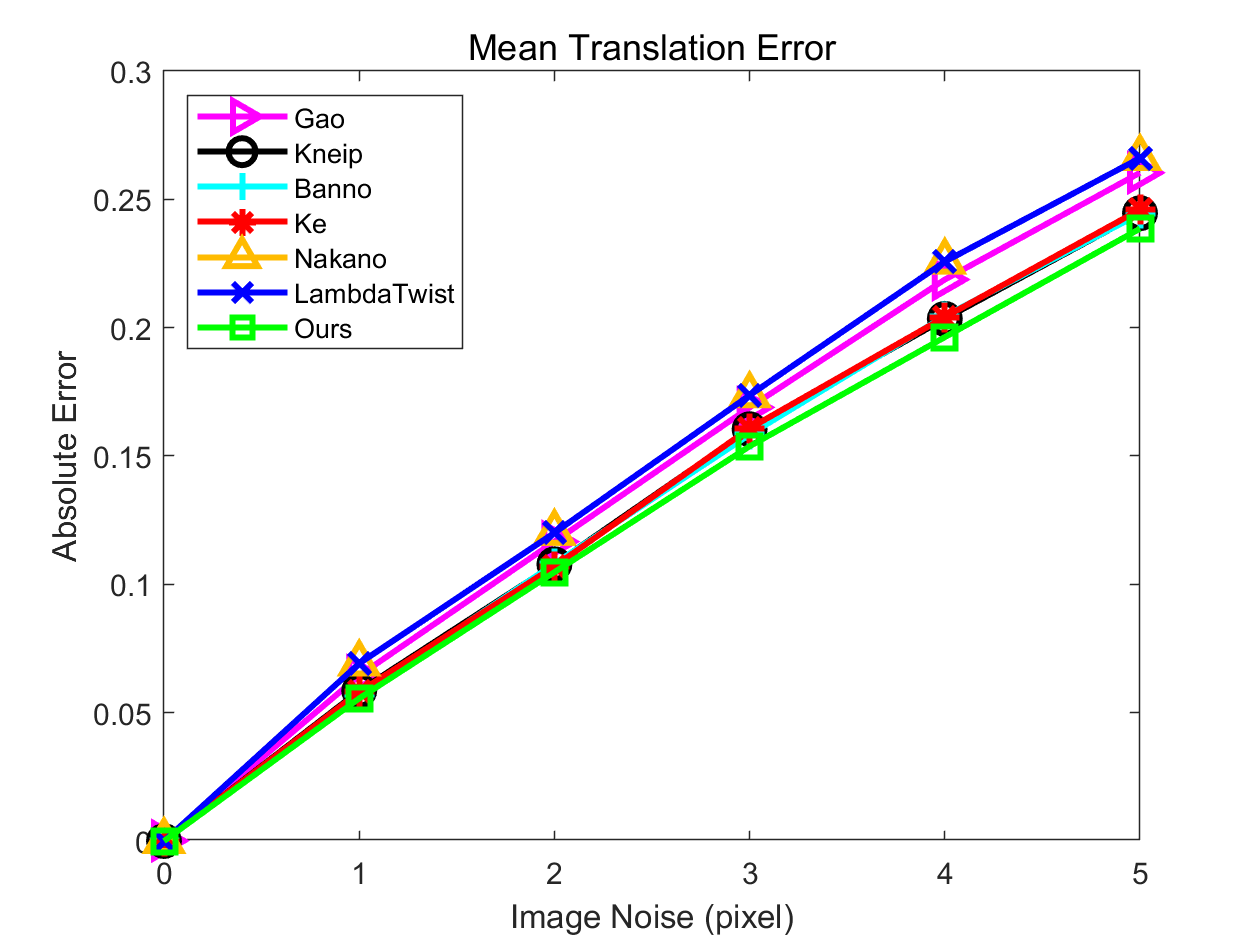 Mean Translation Error
0.3
0.25
0.2
0.15
0.1
0.05
0
Absolute Error
Gao
Kneip
Banno
Ke
Nakano
LambdaTwist
Ours
0 1 2 3 4 5
Image Noise (pixel)